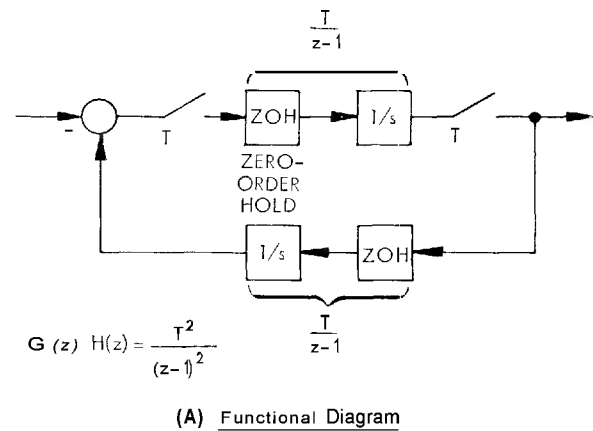 T
z-1
-
T
ZOH
1/s
T
ZERO-
ORDER
HOLD
1/s
ZOH
T
z-1
G (z) H(z) = T²
(z-1)²
(A) Functional Diagram